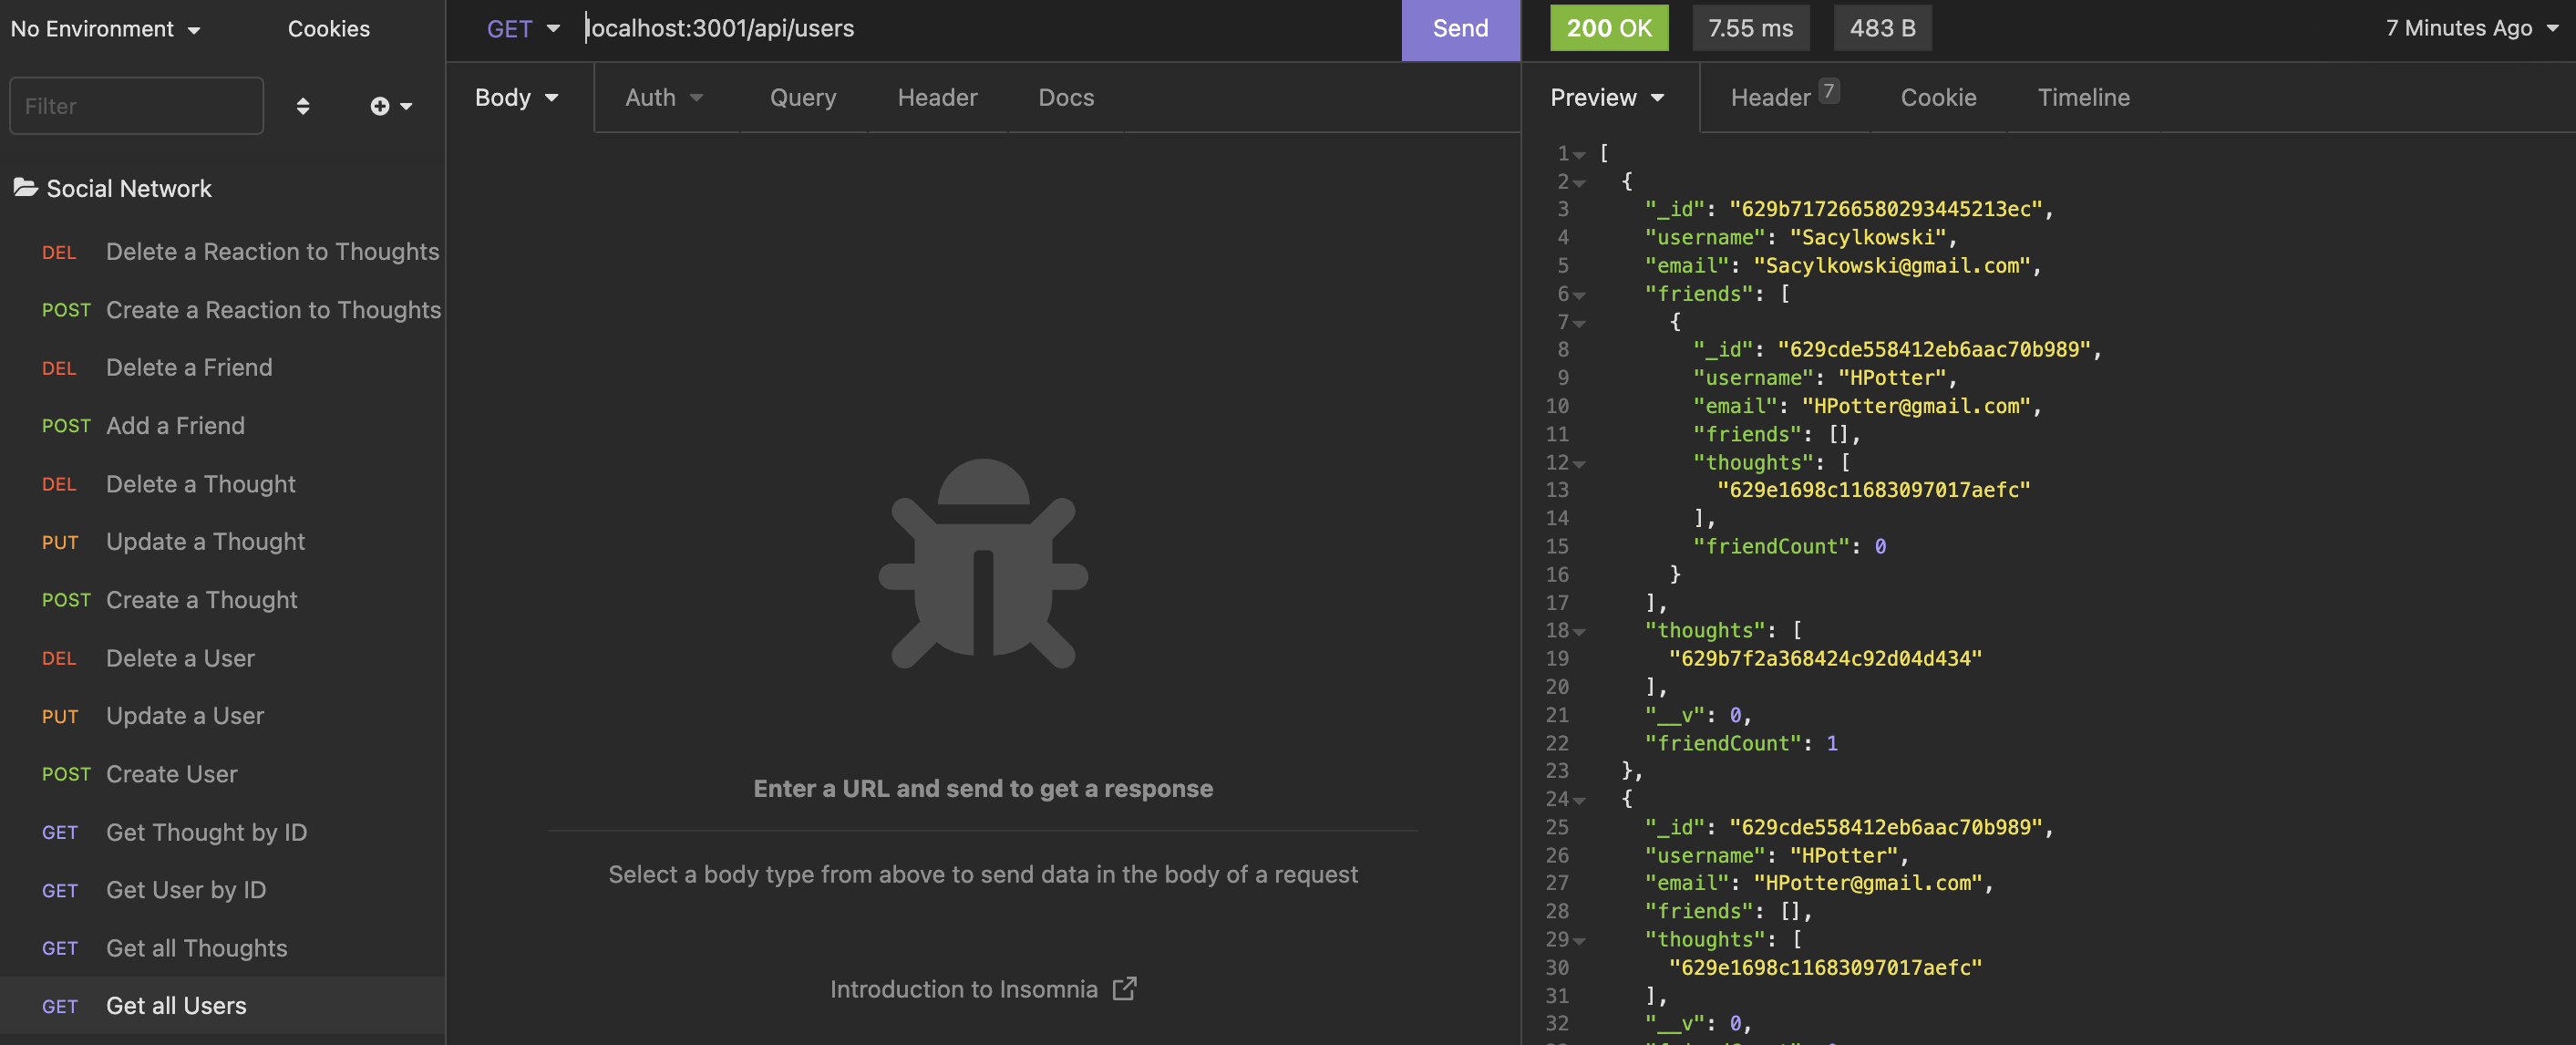 No Environment
Cookies
Filter
Social Network
DEL Delete a Reaction to Thoughts
POST Create a Reaction to Thoughts
DEL Delete a Friend
POST Add a Friend
DEL Delete a Thought
PUT Update a Thought
POST Create a Thought
DEL Delete a User
PUT Update a User
POST Create User
GET Get Thought by ID
GET Get User by ID
GET Get all Thoughts
GET Get all Users
GET localhost:3001/api/users Send
Body Auth Query Header Docs
Enter a URL and send to get a response
Select a body type from above to send data in the body of a request
Introduction to Insomnia
200 OK 7.55 ms 483 B 7 Minutes Ago
Preview Header 7 Cookie Timeline
1 [
2 {
3 "_id": "629b717266580293445213ec",
4 "username": "Sacylkowski",
5 "email": "Sacylkowski@gmail.com",
6 "friends": [
7 {
8 "_id": "629cde558412eb6aac70b989",
9 "username": "HPotter",
10 "email": "HPotter@gmail.com",
11 "friends": [],
12 "thoughts": [
13 "629e1698c11683097017aefc"
14 ],
15 "friendCount": 0
16 }
17 ],
18 "thoughts": [
19 "629b7f2a368424c92d04d434"
20 ],
21 "__v": 0,
22 "friendCount": 1
23 },
24 {
25 "_id": "629cde558412eb6aac70b989",
26 "username": "HPotter",
27 "email": "HPotter@gmail.com",
28 "friends": [],
29 "thoughts": [
30 "629e1698c11683097017aefc"
31 ],
32 "__v": 0,